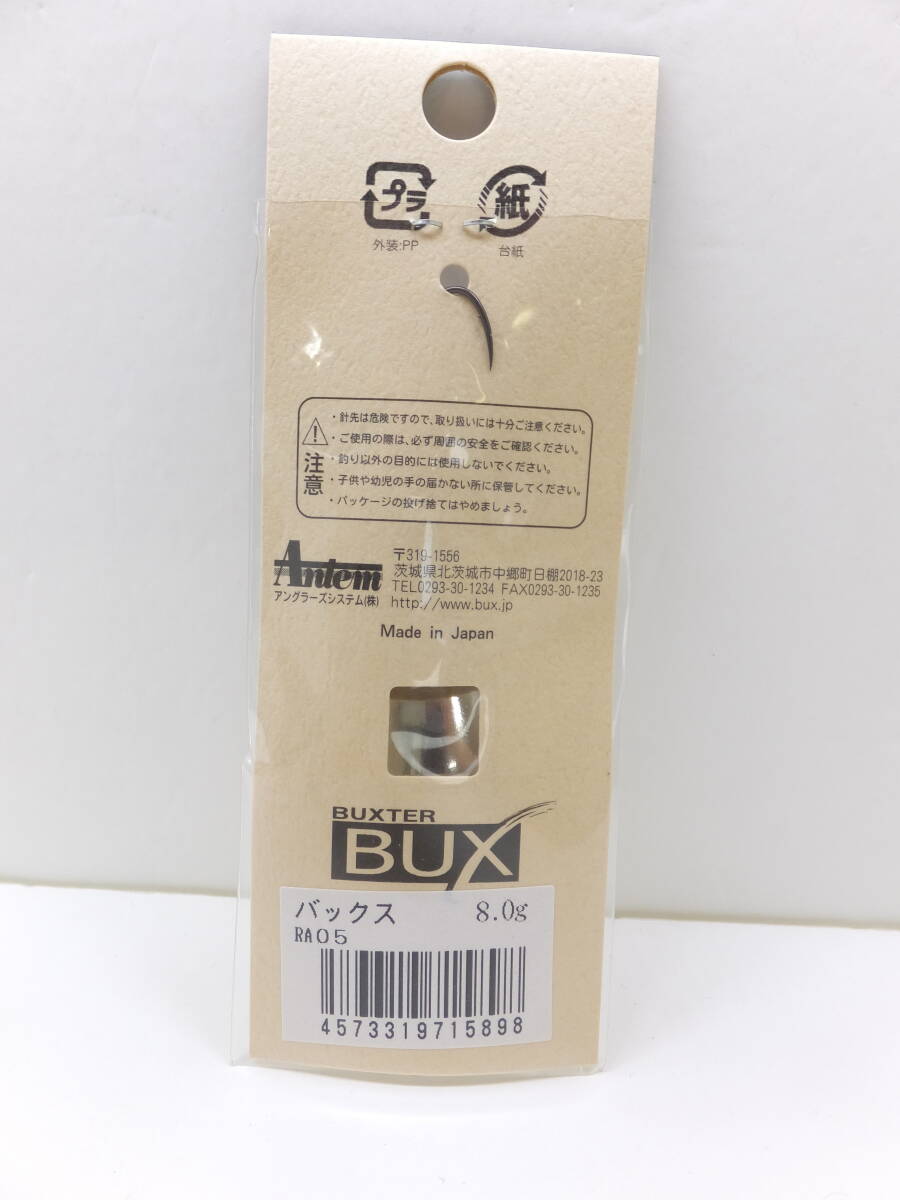 プラ
紙
外装:PP
台紙
注意
・針先は危険ですので、取り扱いには十分ご注意ください。
・ご使用の際は、必ず周囲の安全をご確認ください。
・釣り以外の目的には使用しないでください。
・子供や幼児の手の届かない所に保管してください。
・パッケージの投げ捨てはやめましょう。
Antem
アングラーズシステム(株)
〒319-1556
茨城県北茨城市中郷町日棚2018-23
TEL0293-30-1234 FAX0293-30-1235
http://www.bux.jp
Made in Japan
BUXTER
BUX
バックス 8.0g
RA05
4573319715898